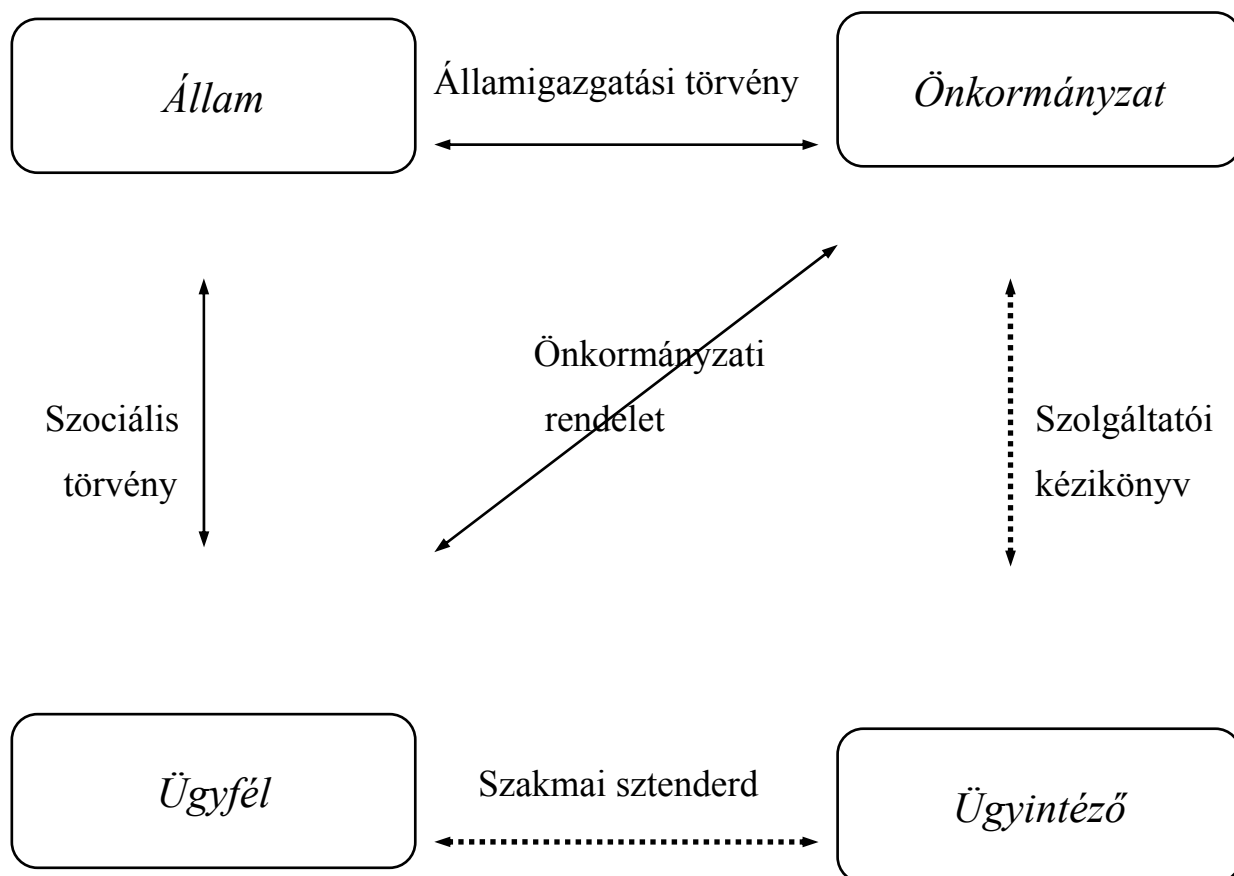 Állam
Államigazgatási törvény
Önkormányzat
Önkormányzati
rendelet
Szociális
törvény
Szolgáltatói
kézikönyv
Ügyfél
Szakmai sztenderd
Ügyintéző